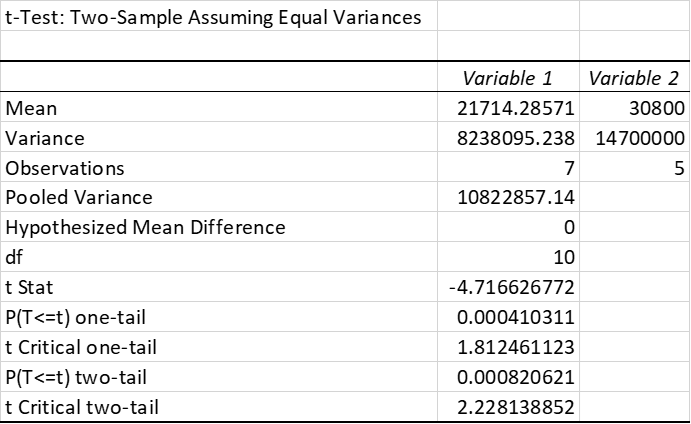 t-Test: Two-Sample Assuming Equal Variances
Variable 1 Variable 2
Mean 21714.28571 30800
Variance 8238095.238 14700000
Observations 7 5
Pooled Variance 10822857.14
Hypothesized Mean Difference 0
df 10
t Stat -4.716626772
P(T<=t) one-tail 0.000410311
t Critical one-tail 1.812461123
P(T<=t) two-tail 0.000820621
t Critical two-tail 2.228138852